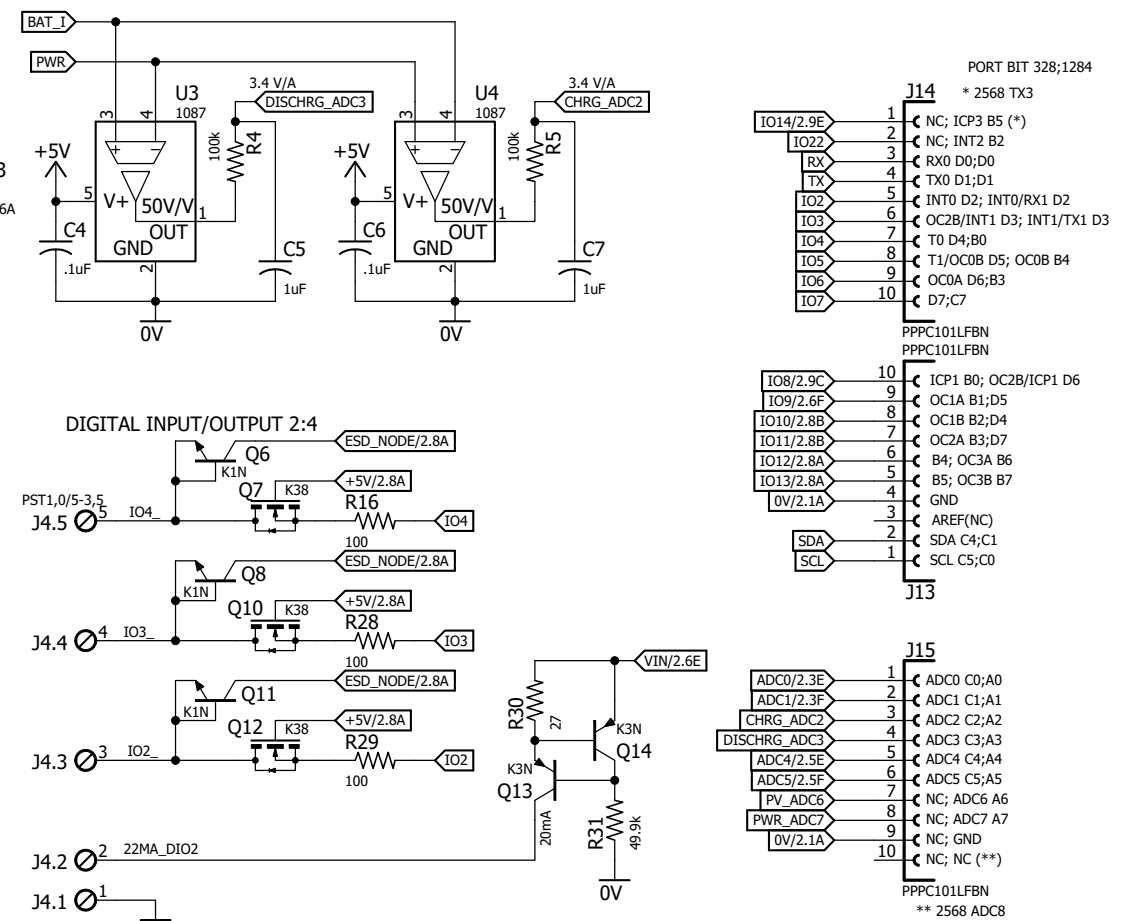 BAT_I
PWR
U3
1087
3
4
+
-
+5V
5
V+
50V/V
1
OUT
GND
2
C4
.1uF
0V
3.4 V/A
DISCHRG_ADC3
100k
R4
C5
1uF
3
6A
U4
1087
3
4
+
-
+5V
5
V+
50V/V
1
OUT
GND
2
C6
.1uF
0V
3.4 V/A
CHRG_ADC2
100k
R5
C7
1uF
PORT BIT 328;1284
J14
* 2568 TX3
IO14/2.9E 1 NC; ICP3 B5 (*)
IO22 2 NC; INT2 B2
RX 3 RX0 D0;D0
TX 4 TX0 D1;D1
IO2 5 INT0 D2; INT0/RX1 D2
IO3 6 OC2B/INT1 D3; INT1/TX1 D3
IO4 7 T0 D4;B0
IO5 8 T1/OC0B D5; OC0B B4
IO6 9 OC0A D6;B3
IO7 10 D7;C7
PPPC101LFBN
PPPC101LFBN
IO8/2.9C 10 ICP1 B0; OC2B/ICP1 D6
IO9/2.6F 9 OC1A B1;D5
IO10/2.8B 8 OC1B B2;D4
IO11/2.8B 7 OC2A B3;D7
IO12/2.8A 6 B4; OC3A B6
IO13/2.8A 5 B5; OC3B B7
0V/2.1A 4 GND
3 AREF(NC)
SDA 2 SDA C4;C1
SCL 1 SCL C5;C0
J13
DIGITAL INPUT/OUTPUT 2:4
ESD_NODE/2.8A
Q6
K1N
+5V/2.8A
Q7
K38
R16
PST1,0/5-3,5
J4.5 5 IO4_
IO4
100
ESD_NODE/2.8A
Q8
K1N
+5V/2.8A
Q10
K38
R28
J4.4 4 IO3_
IO3
100
ESD_NODE/2.8A
Q11
K1N
+5V/2.8A
Q12
K38
R29
J4.3 3 IO2_
IO2
100
VIN/2.6E
R30
27
K3N
Q14
K3N
Q13
20mA
R31
49.9k
0V
J4.2 2 22MA_DIO2
J4.1 1
J15
ADC0/2.3E 1 ADC0 C0;A0
ADC1/2.3F 2 ADC1 C1;A1
CHRG_ADC2 3 ADC2 C2;A2
DISCHRG_ADC3 4 ADC3 C3;A3
ADC4/2.5E 5 ADC4 C4;A4
ADC5/2.5F 6 ADC5 C5;A5
PV_ADC6 7 NC; ADC6 A6
PWR_ADC7 8 NC; ADC7 A7
0V/2.1A 9 NC; GND
10 NC; NC (**)
PPPC101LFBN
** 2568 ADC8